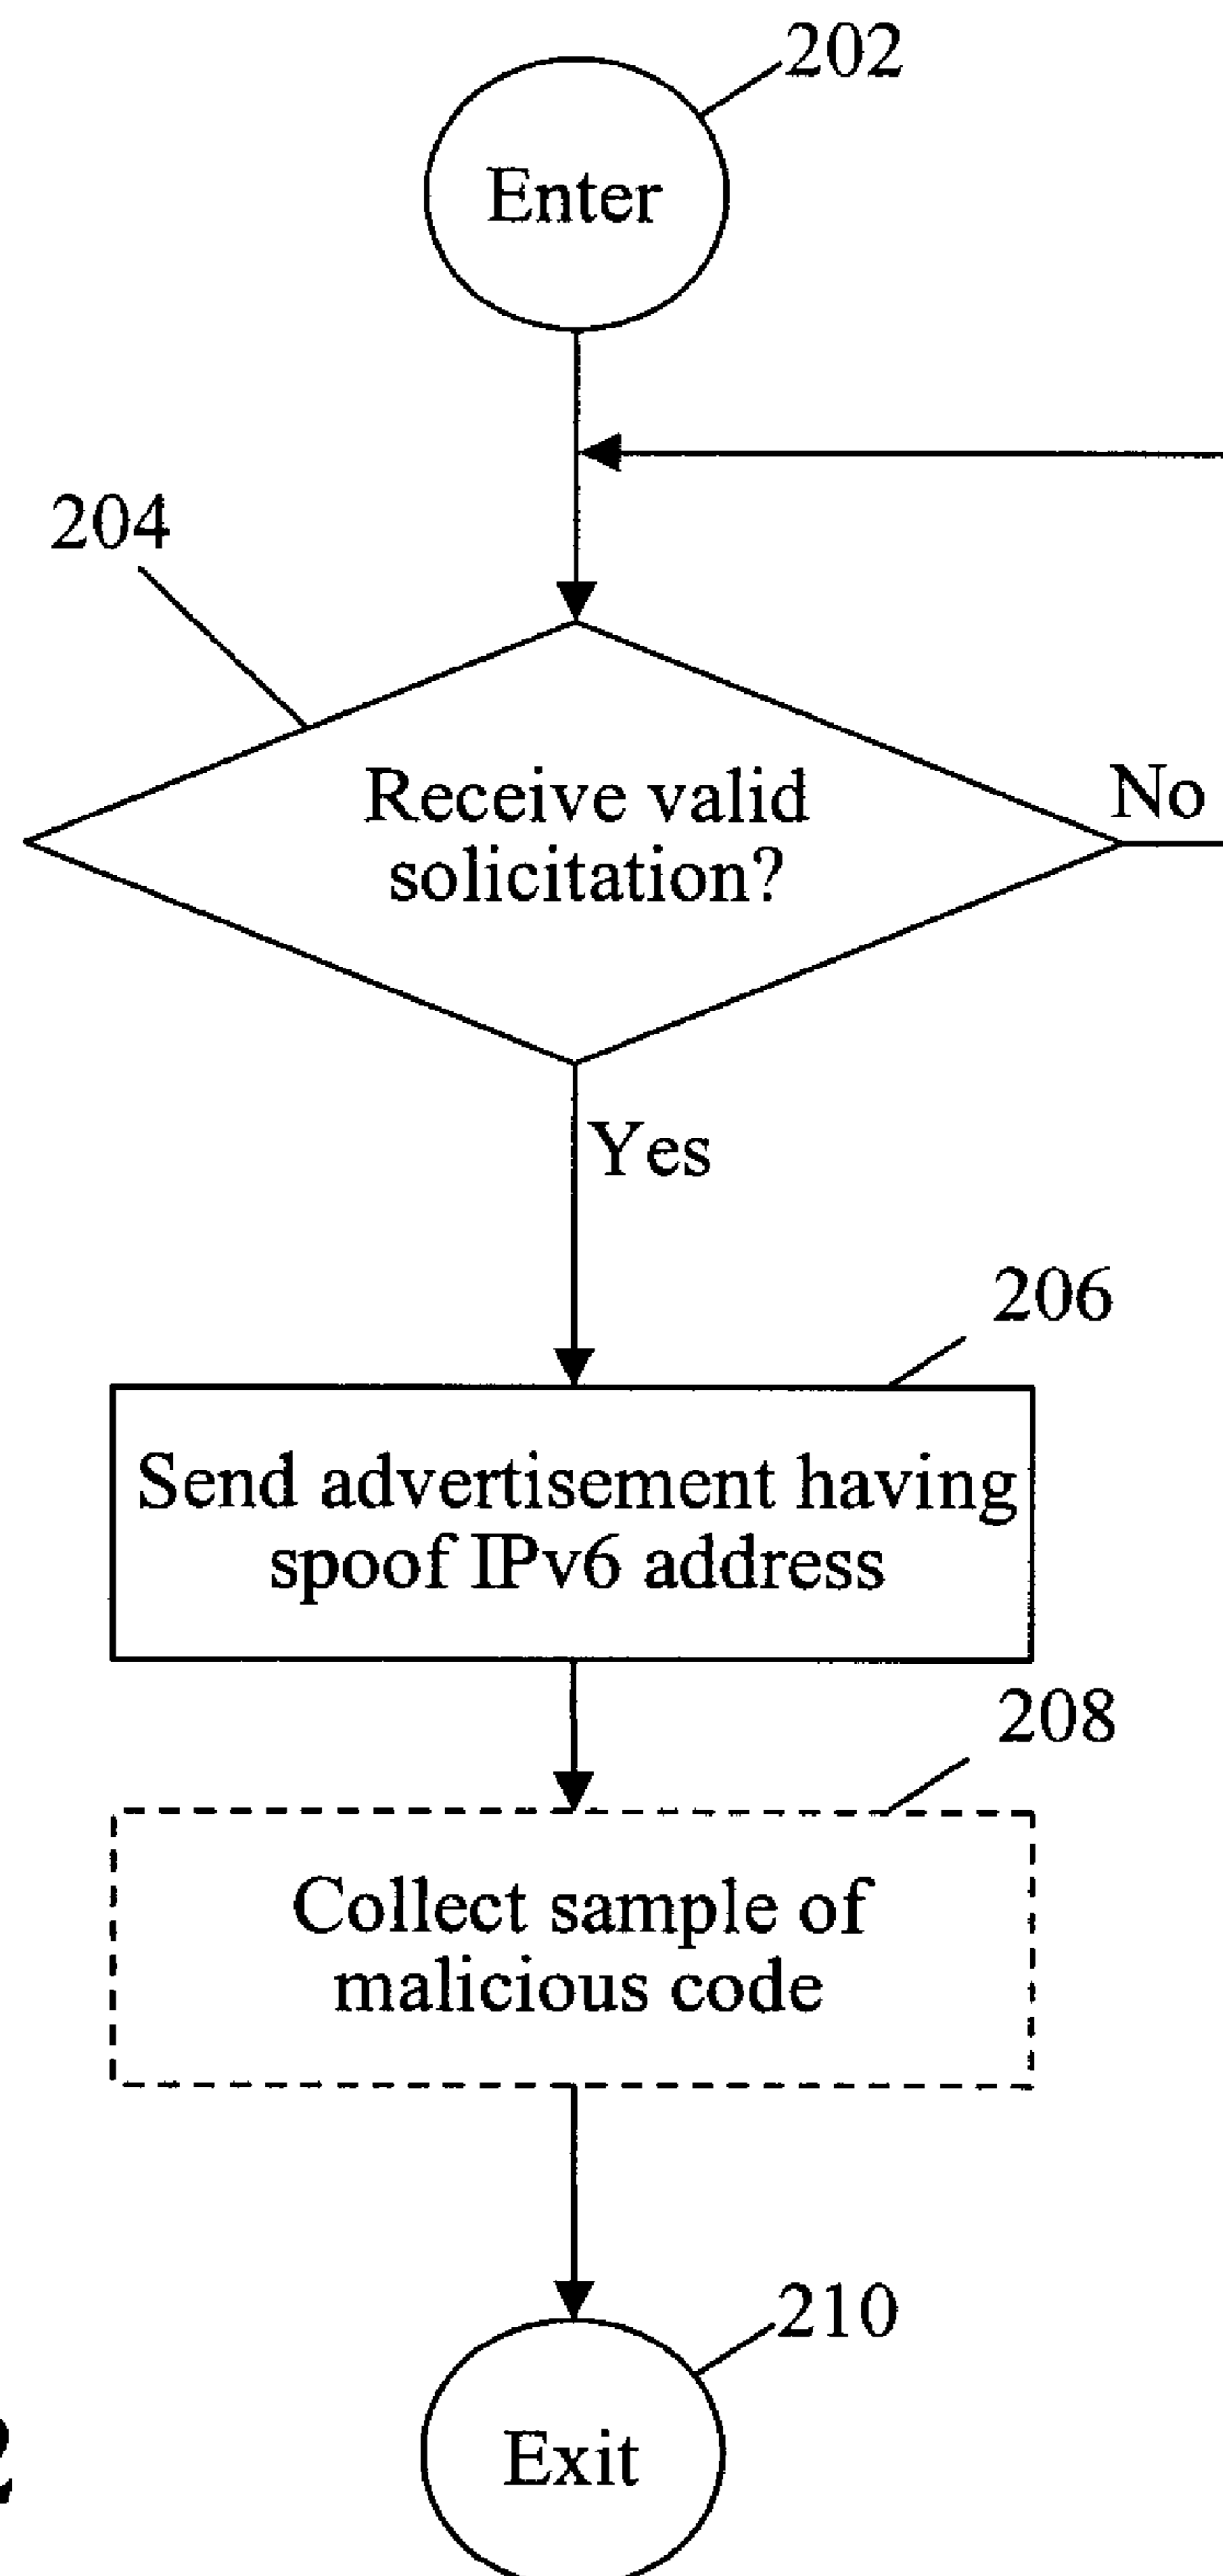 202
Enter
204
Receive valid
solicitation?
No
Yes
206
Send advertisement having
spoof IPv6 address
208
Collect sample of
malicious code
210
Exit
2